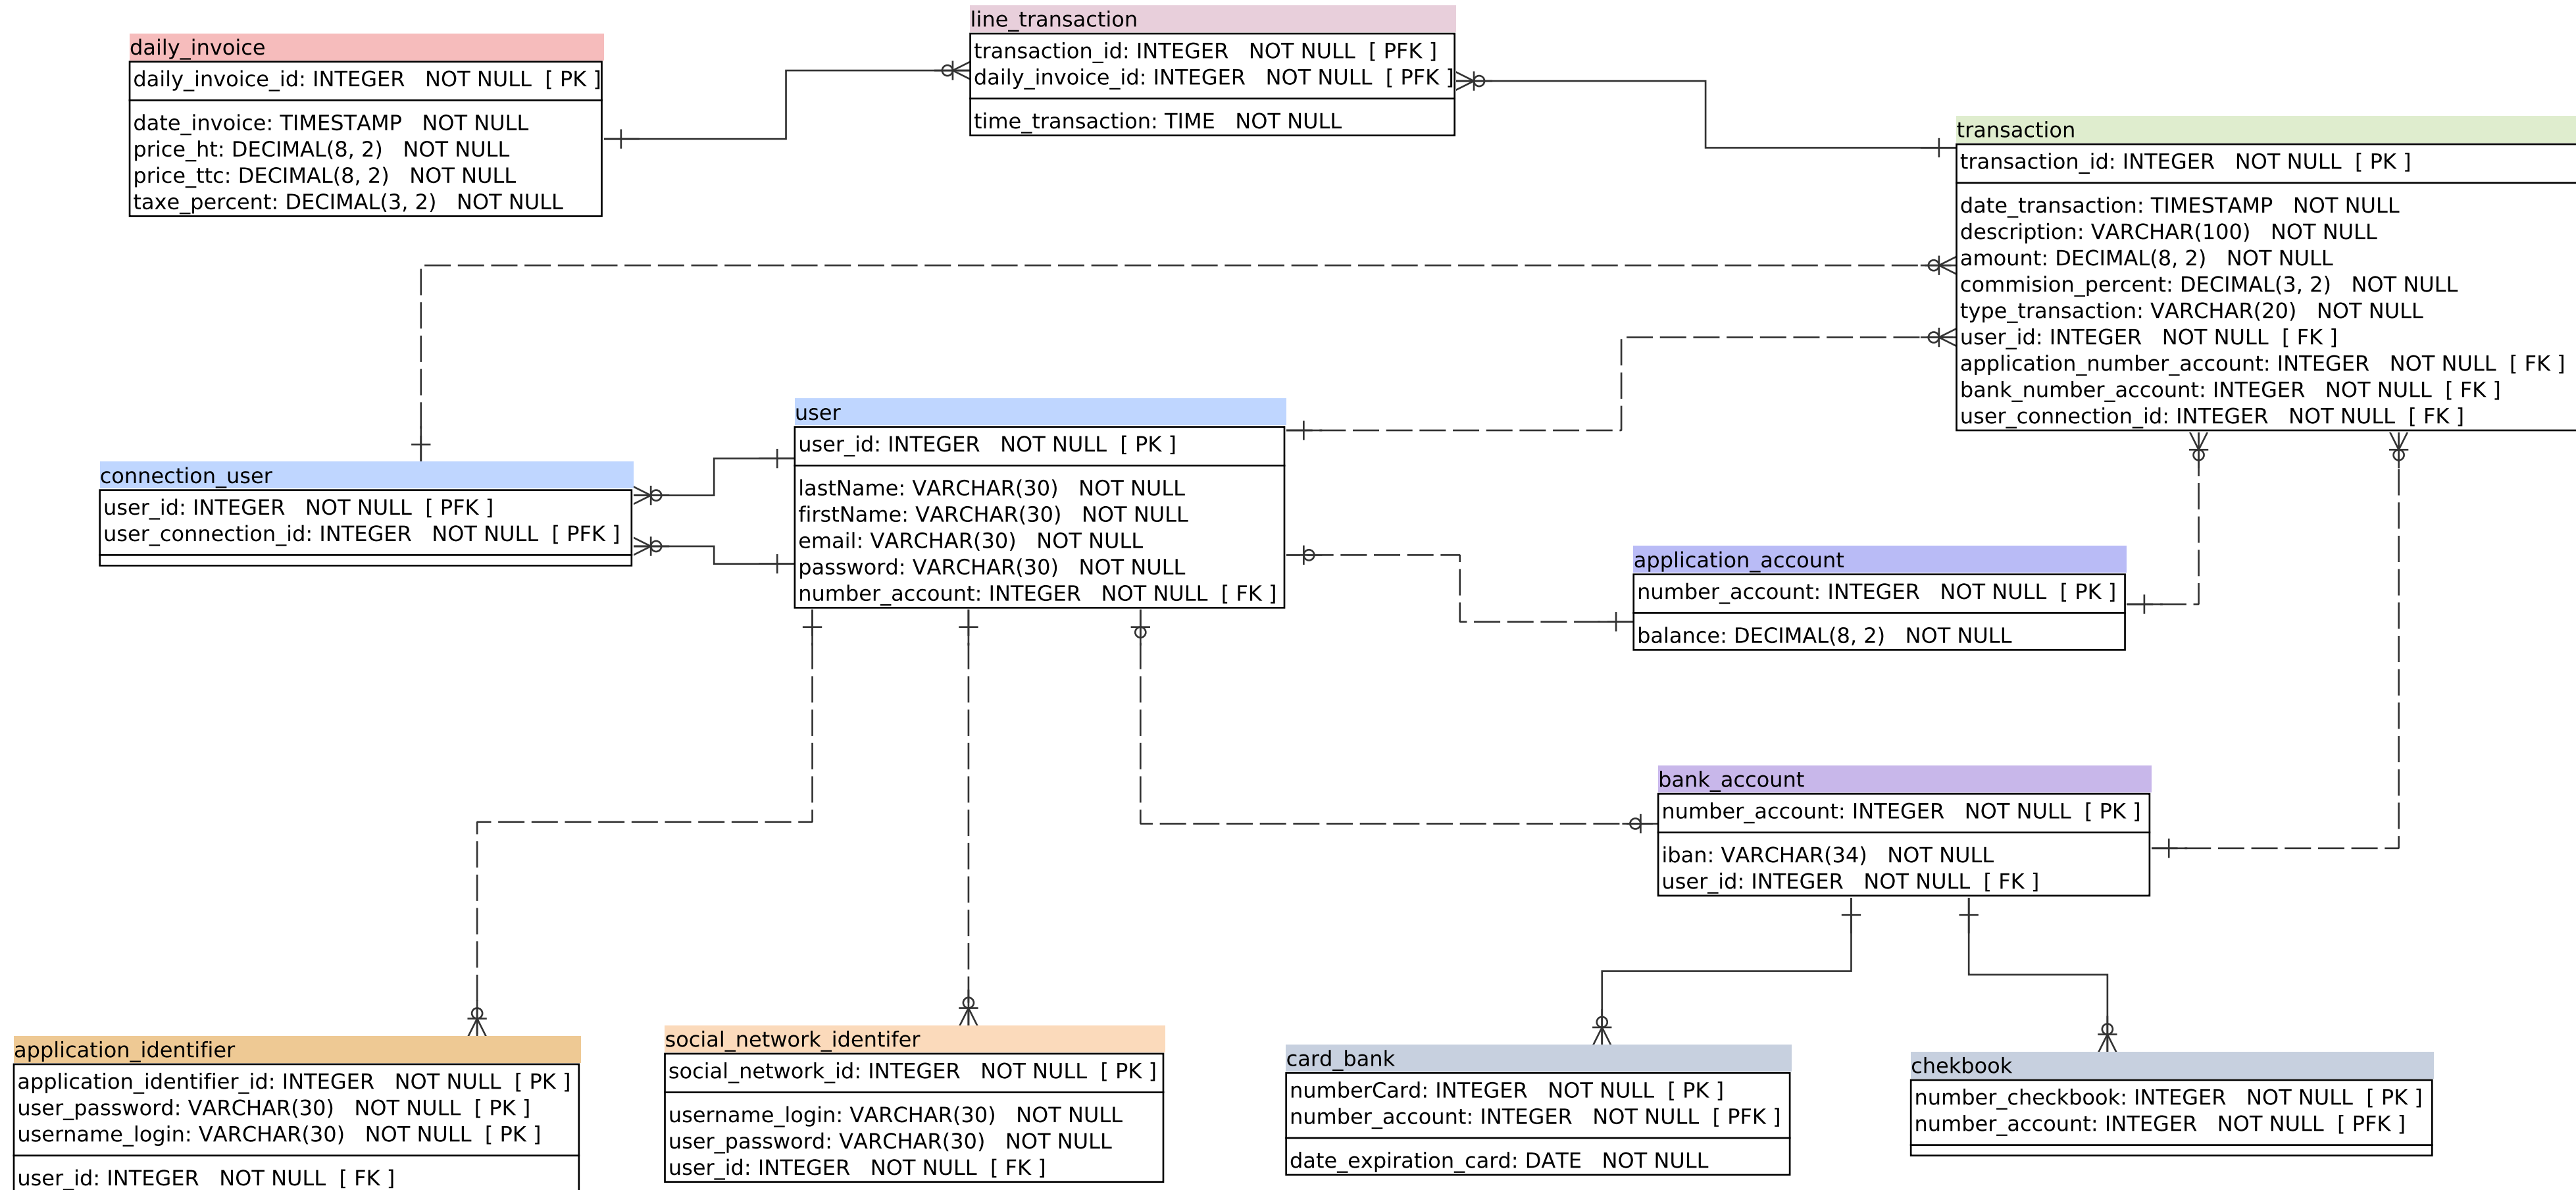 line_transaction
transaction_id: INTEGER NOT NULL [ PFK ]
daily_invoice_id: INTEGER NOT NULL [ PFK ]
time_transaction: TIME NOT NULL
daily_invoice
daily_invoice_id: INTEGER NOT NULL [ PK ]
date_invoice: TIMESTAMP NOT NULL
price_ht: DECIMAL(8, 2) NOT NULL
price_ttc: DECIMAL(8, 2) NOT NULL
taxe_percent: DECIMAL(3, 2) NOT NULL
transaction
transaction_id: INTEGER NOT NULL [ PK ]
date_transaction: TIMESTAMP NOT NULL
description: VARCHAR(100) NOT NULL
amount: DECIMAL(8, 2) NOT NULL
commision_percent: DECIMAL(3, 2) NOT NULL
type_transaction: VARCHAR(20) NOT NULL
user_id: INTEGER NOT NULL [ FK ]
application_number_account: INTEGER NOT NULL [ FK ]
bank_number_account: INTEGER NOT NULL [ FK ]
user_connection_id: INTEGER NOT NULL [ FK ]
user
user_id: INTEGER NOT NULL [ PK ]
lastName: VARCHAR(30) NOT NULL
firstName: VARCHAR(30) NOT NULL
email: VARCHAR(30) NOT NULL
password: VARCHAR(30) NOT NULL
number_account: INTEGER NOT NULL [ FK ]
connection_user
user_id: INTEGER NOT NULL [ PFK ]
user_connection_id: INTEGER NOT NULL [ PFK ]
application_account
number_account: INTEGER NOT NULL [ PK ]
balance: DECIMAL(8, 2) NOT NULL
bank_account
number_account: INTEGER NOT NULL [ PK ]
iban: VARCHAR(34) NOT NULL
user_id: INTEGER NOT NULL [ FK ]
application_identifier
application_identifier_id: INTEGER NOT NULL [ PK ]
user_password: VARCHAR(30) NOT NULL [ PK ]
username_login: VARCHAR(30) NOT NULL [ PK ]
user_id: INTEGER NOT NULL [ FK ]
social_network_identifer
social_network_id: INTEGER NOT NULL [ PK ]
username_login: VARCHAR(30) NOT NULL
user_password: VARCHAR(30) NOT NULL
user_id: INTEGER NOT NULL [ FK ]
card_bank
numberCard: INTEGER NOT NULL [ PK ]
number_account: INTEGER NOT NULL [ PFK ]
date_expiration_card: DATE NOT NULL
chekbook
number_checkbook: INTEGER NOT NULL [ PK ]
number_account: INTEGER NOT NULL [ PFK ]